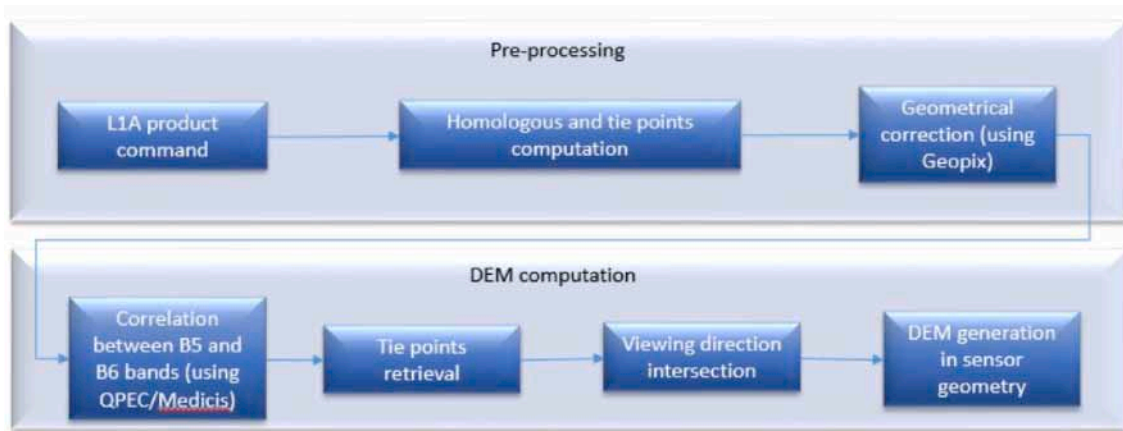 Pre-processing
L1A product
command
Homologous and tie points
computation
Geometrical
correction (using
Geopix)
DEM computation
Correlation
between B5 and
B6 bands (using
QPEC/Medicis)
Tie points
retrieval
Viewing direction
intersection
DEM generation
in sensor
geometry